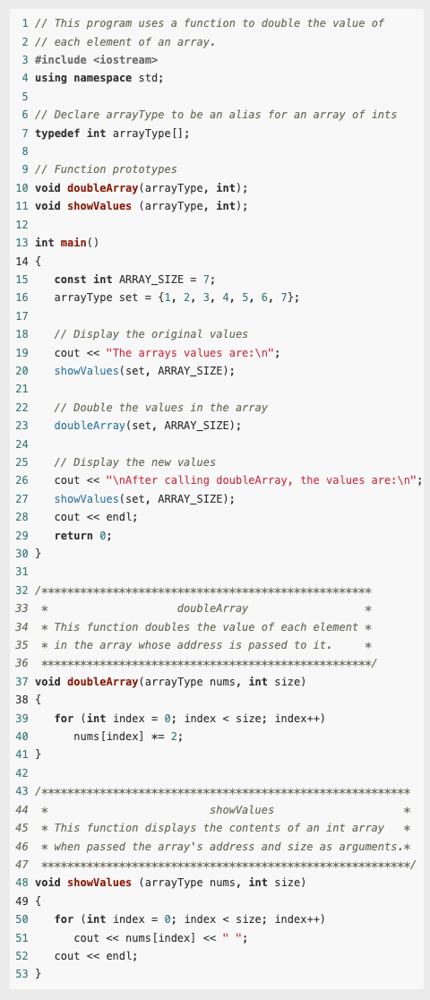 1 // This program uses a function to double the value of
2 // each element of an array.
3 #include <iostream>
4 using namespace std;
5
6 // Declare arrayType to be an alias for an array of ints
7 typedef int arrayType[];
8
9 // Function prototypes
10 void doubleArray(arrayType, int);
11 void showValues (arrayType, int);
12
13 int main()
14 {
15    const int ARRAY_SIZE = 7;
16    arrayType set = {1, 2, 3, 4, 5, 6, 7};
17
18    // Display the original values
19    cout << "The arrays values are:\n";
20    showValues(set, ARRAY_SIZE);
21
22    // Double the values in the array
23    doubleArray(set, ARRAY_SIZE);
24
25    // Display the new values
26    cout << "\nAfter calling doubleArray, the values are:\n";
27    showValues(set, ARRAY_SIZE);
28    cout << endl;
29    return 0;
30 }
31
32 /***************************************************
33  *                    doubleArray                  *
34  * This function doubles the value of each element *
35  * in the array whose address is passed to it.     *
36  ***************************************************/
37 void doubleArray(arrayType nums, int size)
38 {
39    for (int index = 0; index < size; index++)
40       nums[index] *= 2;
41 }
42
43 /*********************************************************
44  *                         showValues                    *
45  * This function displays the contents of an int array   *
46  * when passed the array's address and size as arguments.*
47  *********************************************************/
48 void showValues (arrayType nums, int size)
49 {
50    for (int index = 0; index < size; index++)
51       cout << nums[index] << " ";
52    cout << endl;
53 }